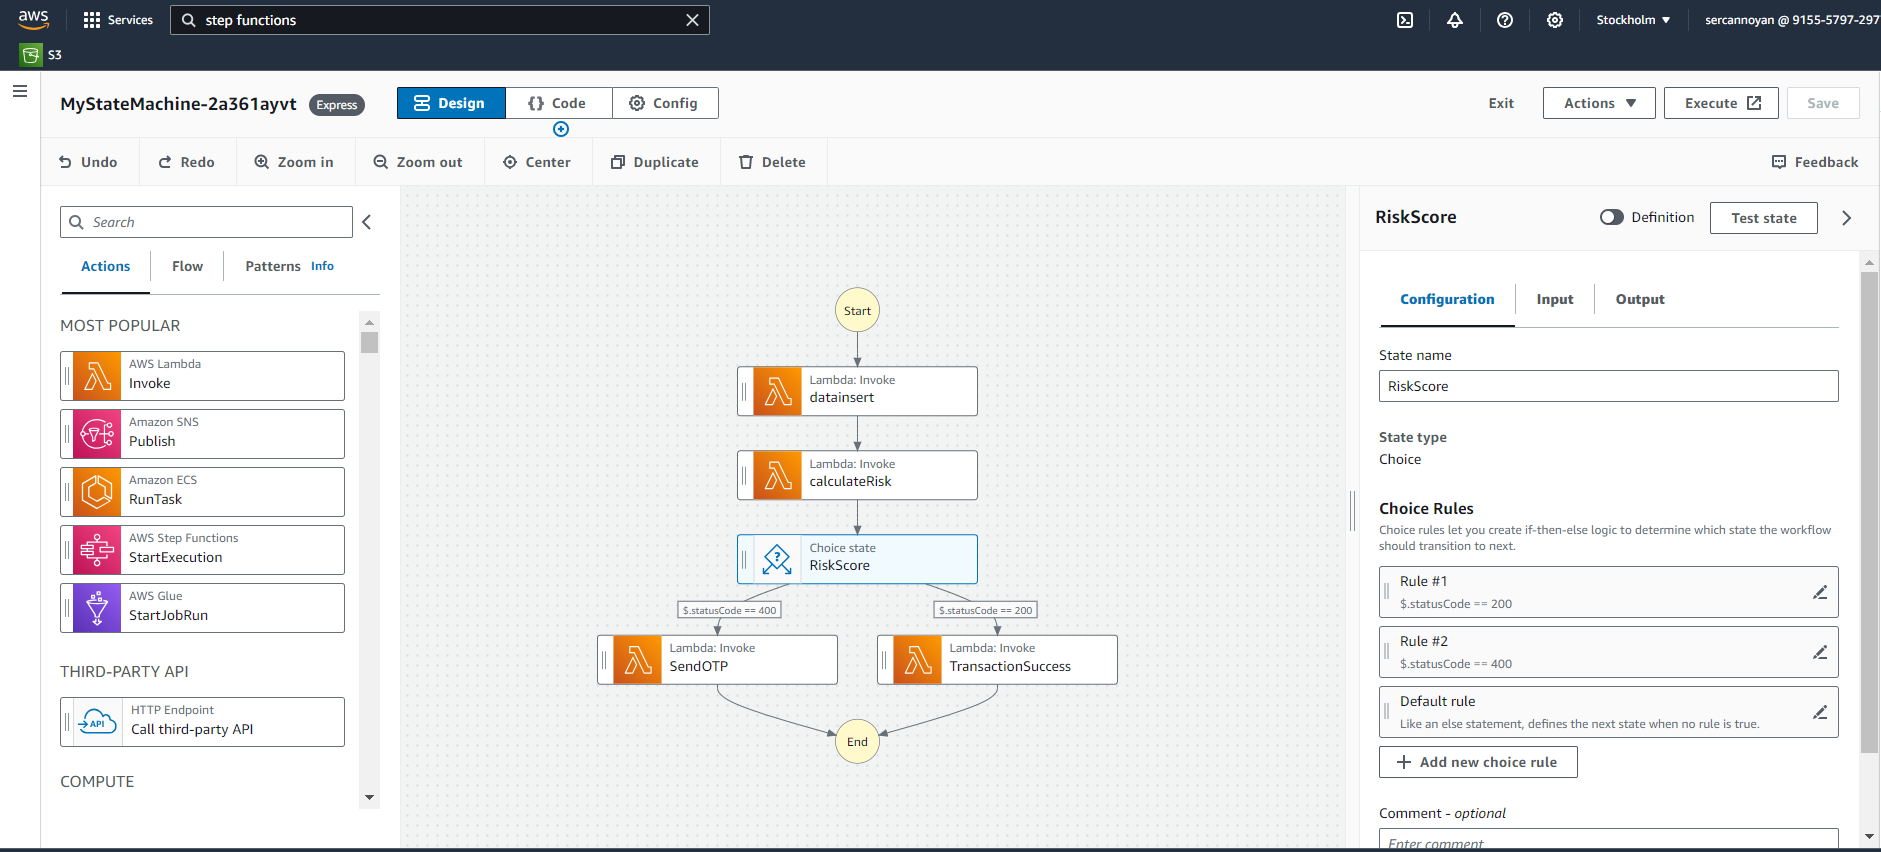 aws
Services
step functions
Stockholm ▼
sercannoyan @ 9155-5797-297
S3
MyStateMachine-2a361ayvt
Express
Design
{} Code
Config
Exit
Actions ▼
Execute
Save
Undo
Redo
Zoom in
Zoom out
Center
Duplicate
Delete
Feedback
Search
Actions
Flow
Patterns Info
MOST POPULAR
AWS Lambda
Invoke
Amazon SNS
Publish
Amazon ECS
RunTask
AWS Step Functions
StartExecution
AWS Glue
StartJobRun
THIRD-PARTY API
API
HTTP Endpoint
Call third-party API
COMPUTE
Start
Lambda: Invoke
datainsert
Lambda: Invoke
calculateRisk
Choice state
RiskScore
$.statusCode == 400
$.statusCode == 200
Lambda: Invoke
SendOTP
Lambda: Invoke
TransactionSuccess
End
RiskScore
Definition
Test state
Configuration
Input
Output
State name
RiskScore
State type
Choice
Choice Rules
Choice rules let you create if-then-else logic to determine which state the workflow
should transition to next.
Rule #1
$.statusCode == 200
Rule #2
$.statusCode == 400
Default rule
Like an else statement, defines the next state when no rule is true.
+ Add new choice rule
Comment - optional
Enter comment